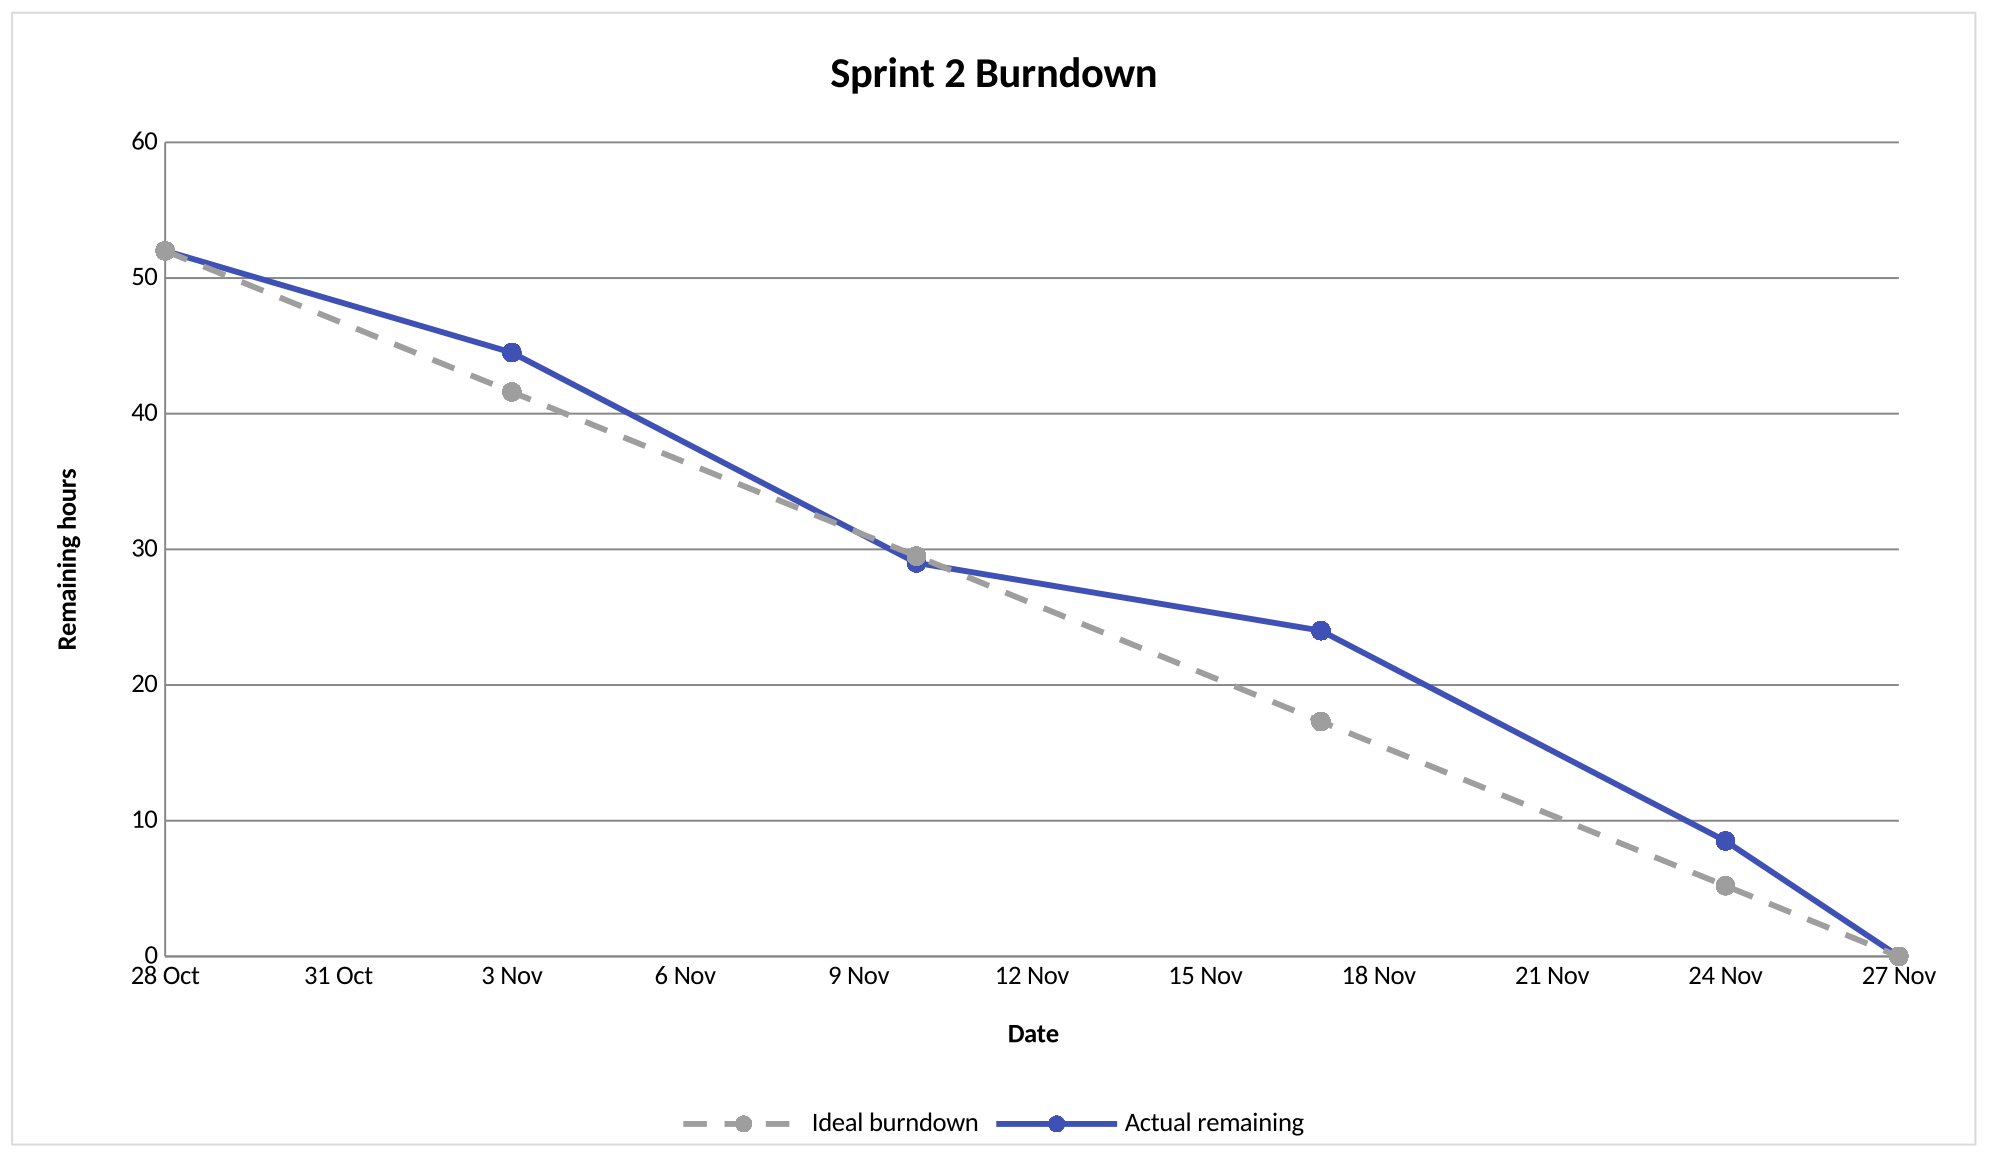 Sprint 2 Burndown
60
50
40
30
20
10
0
Remaining hours
28 Oct 31 Oct 3 Nov 6 Nov 9 Nov 12 Nov 15 Nov 18 Nov 21 Nov 24 Nov 27 Nov
Date
Ideal burndown Actual remaining